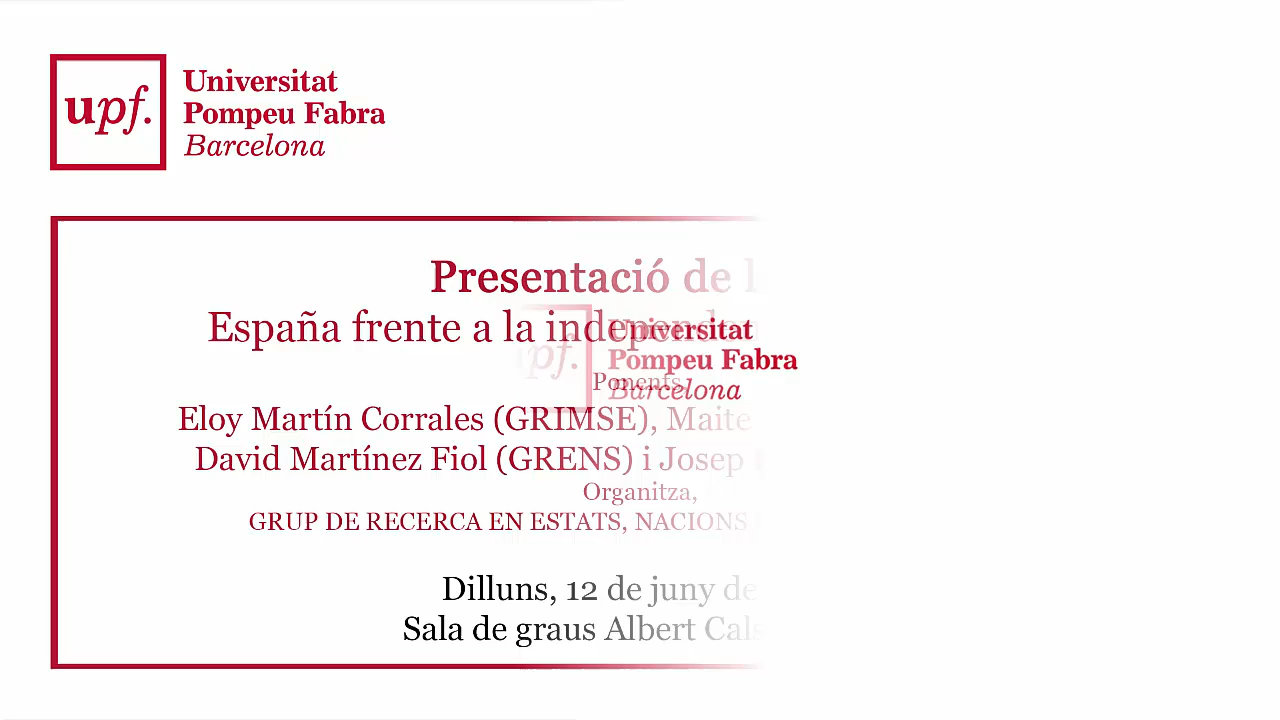 upf.
Universitat
Pompeu Fabra
Barcelona
Presentació de
España frente a la
upf.
Universitat
Pompeu Fabra
Barcelona
Ponents,
Eloy Martín Corrales (GRIMSE), Maite
David Martínez Fiol (GRENS) i Josep
Organitza,
GRUP DE RECERCA EN ESTATS, NACIONS
Dilluns, 12 de juny de
Sala de graus Albert